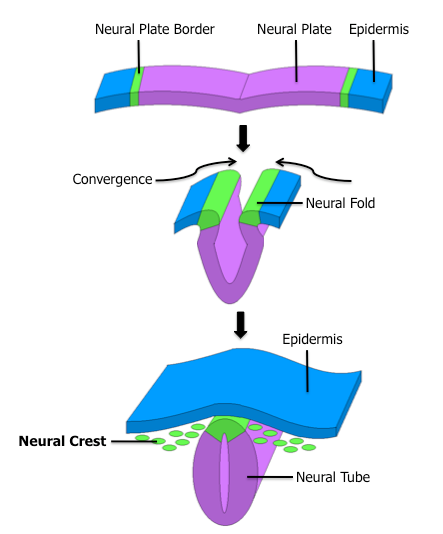 Neural Plate Border
Neural Plate
Epidermis
Convergence
Neural Fold
Epidermis
Neural Crest
Neural Tube